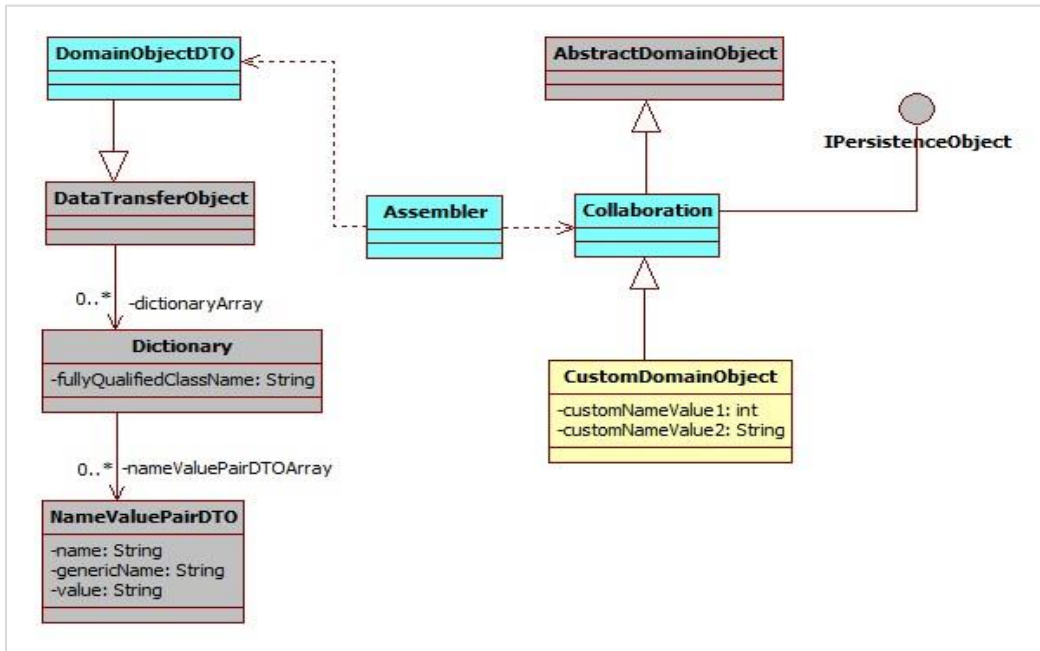 DomainObjectDTO
AbstractDomainObject
IPersistenceObject
DataTransferObject
Assembler
Collaboration
0..*
-dictionaryArray
Dictionary
-fullyQualifiedClassName: String
CustomDomainObject
-customNameValue1: int
-customNameValue2: String
0..*
-nameValuePairDTOArray
NameValuePairDTO
-name: String
-genericName: String
-value: String